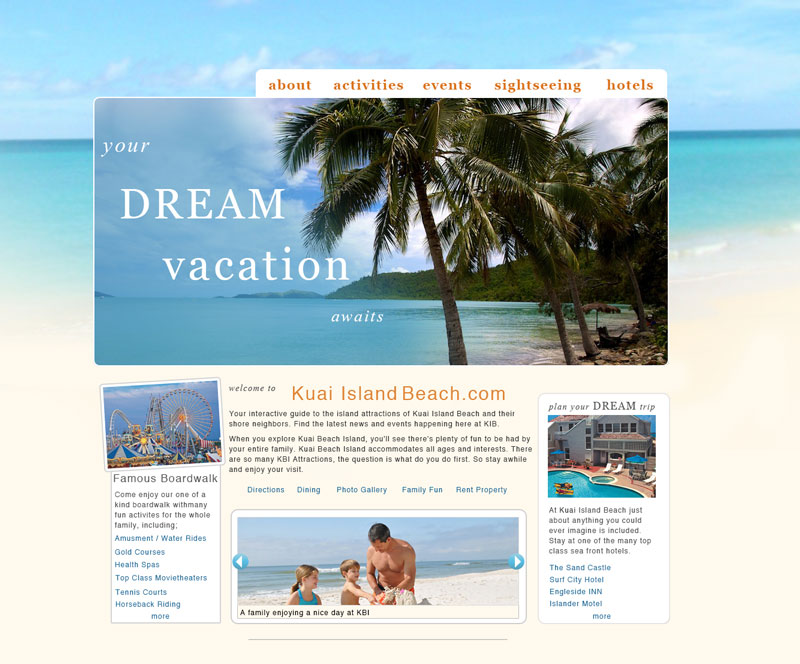 about activities events sightseeing hotels
your
DREAM
vacation
awaits
welcome to Kuai Island Beach.com
Your interactive guide to the island attractions of Kuai Island Beach and their
shore neighbors. Find the latest news and events happening here at KIB.
When you explore Kuai Beach Island, you'll see there's plenty of fun to be had by
your entire family. Kuai Beach Island accommodates all ages and interests. There
are so many KBI Attractions, the question is what do you do first. So stay awhile
and enjoy your visit.
Directions Dining Photo Gallery Family Fun Rent Property
A family enjoying a nice day at KBI
Famous Boardwalk
Come enjoy our one of a
kind boardwalk withmany
fun activites for the whole
family, including;
Amusment / Water Rides
Gold Courses
Health Spas
Top Class Movietheaters
Tennis Courts
Horseback Riding
more
plan your DREAM trip
At Kuai Island Beach just
about anything you could
ever imagine is included.
Stay at one of the many top
class sea front hotels.
The Sand Castle
Surf City Hotel
Engleside INN
Islander Motel
more